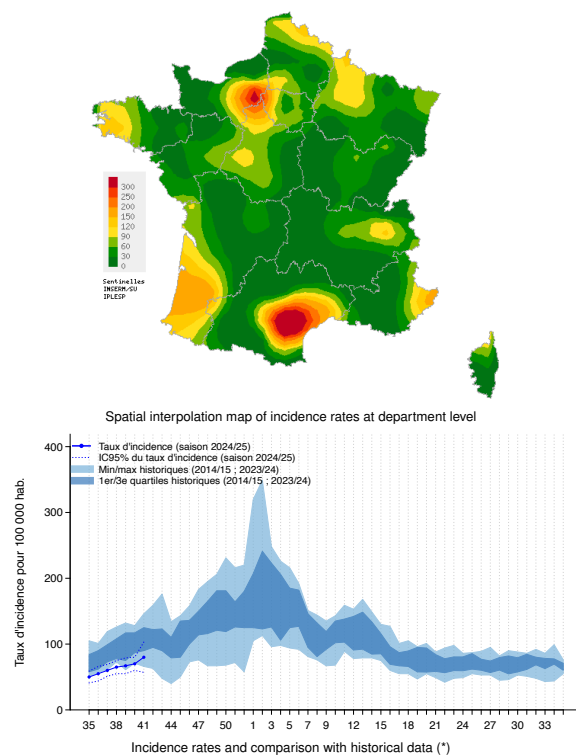 300
250
200
150
120
90
60
30
0
Sentinelles
INSERM/SU
IPLESP
Spatial interpolation map of incidence rates at department level
Taux d'incidence pour 100 000 hab.
400
300
200
100
0
Taux d'incidence (saison 2024/25)
IC95% du taux d'incidence (saison 2024/25)
Min/max historiques (2014/15 ; 2023/24)
1er/3e quartiles historiques (2014/15 ; 2023/24)
35 38 41 44 47 50 1 3 5 7 9 12 15 18 21 24 27 30 33
Incidence rates and comparison with historical data (*)